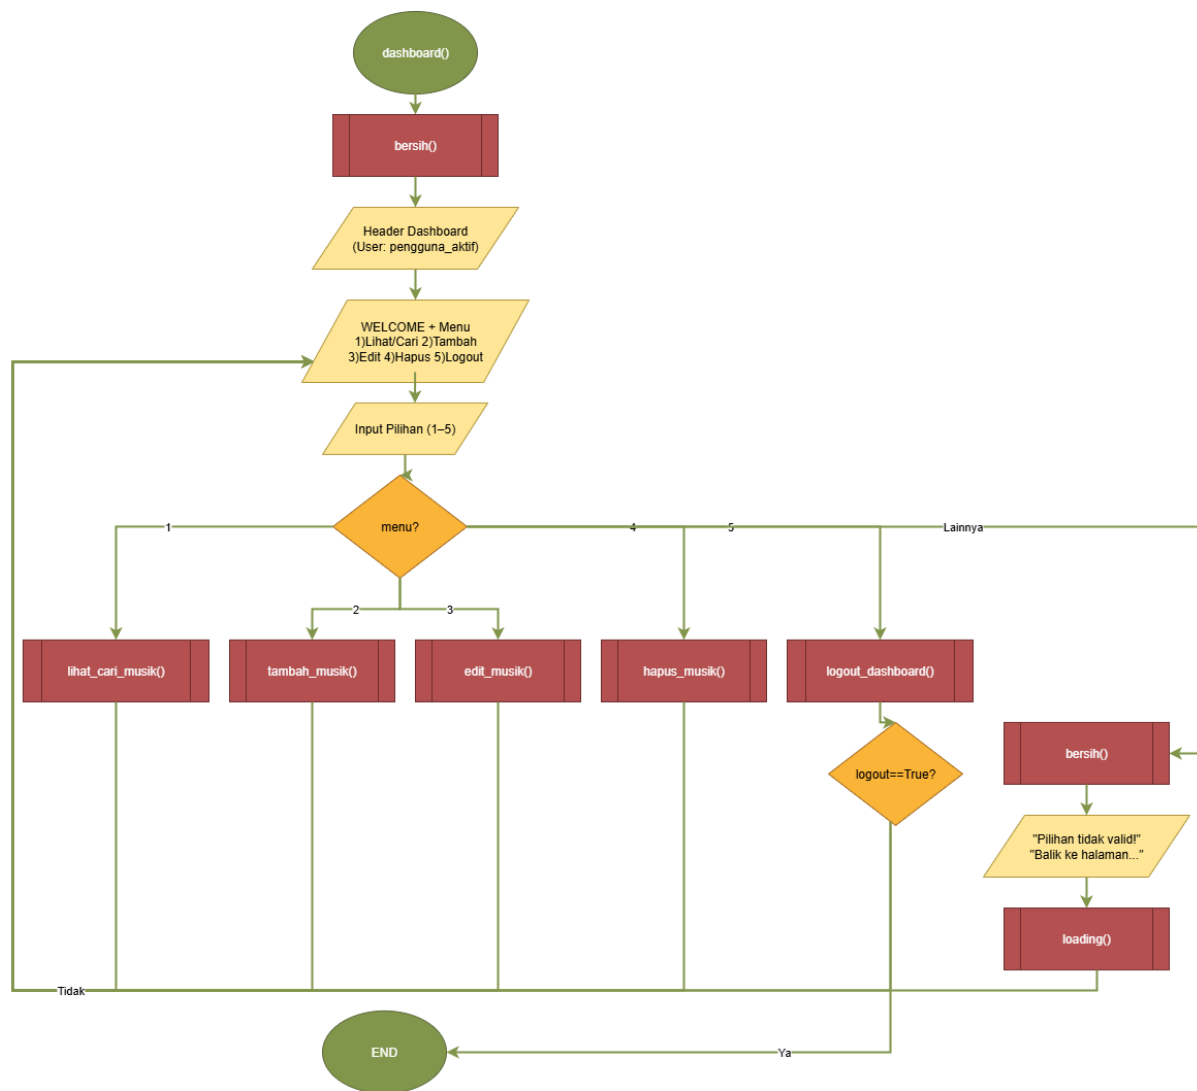 dashboard()
bersih()
Header Dashboard
(User: pengguna_aktif)
WELCOME + Menu
1)Lihat/Cari 2)Tambah
3)Edit 4)Hapus 5)Logout
Input Pilihan (1–5)
menu?
1
4
5
Lainnya
2
3
lihat_cari_musik()
tambah_musik()
edit_musik()
hapus_musik()
logout_dashboard()
logout==True?
bersih()
"Pilihan tidak valid!"
"Balik ke halaman..."
loading()
Tidak
END
Ya